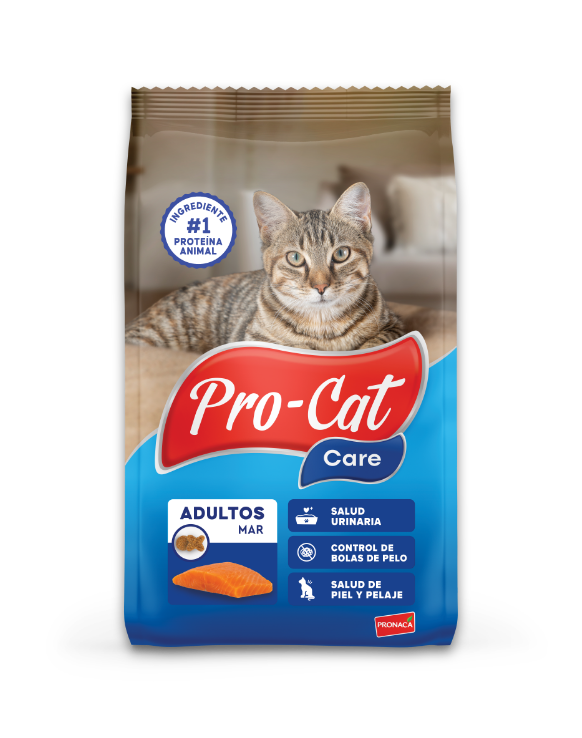 INGREDIENTE
#1
PROTEÍNA
ANIMAL
Pro-Cat
Care
ADULTOS
MAR
SALUD
URINARIA
CONTROL DE
BOLAS DE PELO
SALUD DE
PIEL Y PELAJE
PRONACA